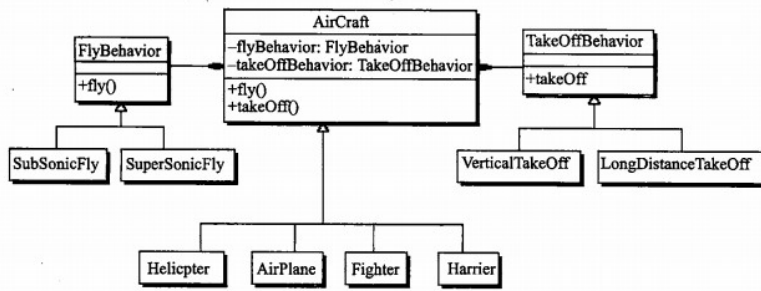 AirCraft
FlyBehavior
–flyBehavior: FlyBehavior
–takeOffBehavior: TakeOffBehavior
TakeOffBehavior
+fly()
+fly()
+takeOff()
+takeOff
SubSonicFly
SuperSonicFly
VerticalTakeOff
LongDistanceTakeOff
Helicpter
AirPlane
Fighter
Harrier